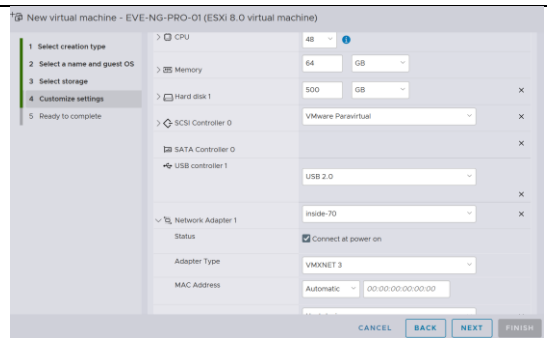 New virtual machine - EVE-NG-PRO-01 (ESXi 8.0 virtual machine)
1 Select creation type
2 Select a name and guest OS
3 Select storage
4 Customize settings
5 Ready to complete
CPU 48
Memory 64 GB
Hard disk 1 500 GB
SCSI Controller 0 VMware Paravirtual
SATA Controller 0
USB controller 1
USB 2.0
Network Adapter 1 inside-70
Status Connect at power on
Adapter Type VMXNET 3
MAC Address Automatic 00:00:00:00:00:00
CANCEL BACK NEXT FINISH